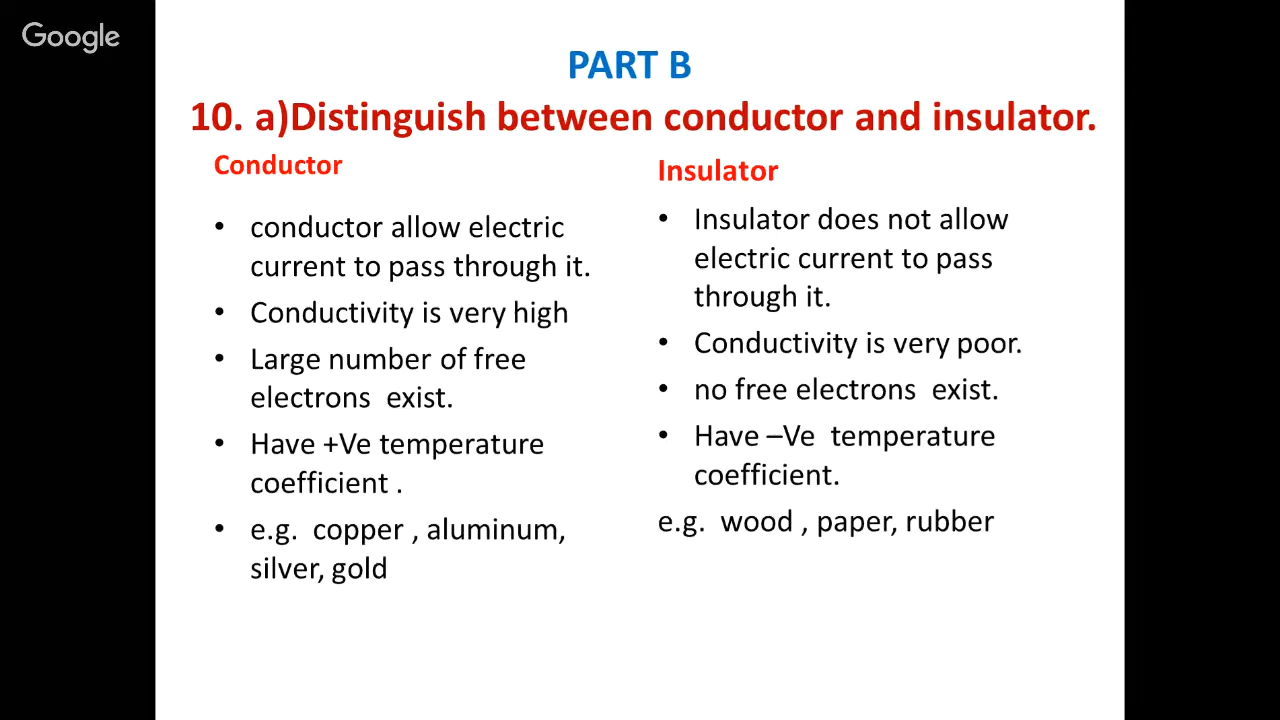 Google
PART B
10. a)Distinguish between conductor and insulator.
Conductor
• conductor allow electric
current to pass through it.
• Conductivity is very high
• Large number of free
electrons  exist.
• Have +Ve temperature
coefficient .
• e.g.  copper , aluminum,
silver, gold
Insulator
• Insulator does not allow
electric current to pass
through it.
• Conductivity is very poor.
• no free electrons  exist.
• Have –Ve  temperature
coefficient.
e.g.  wood , paper, rubber